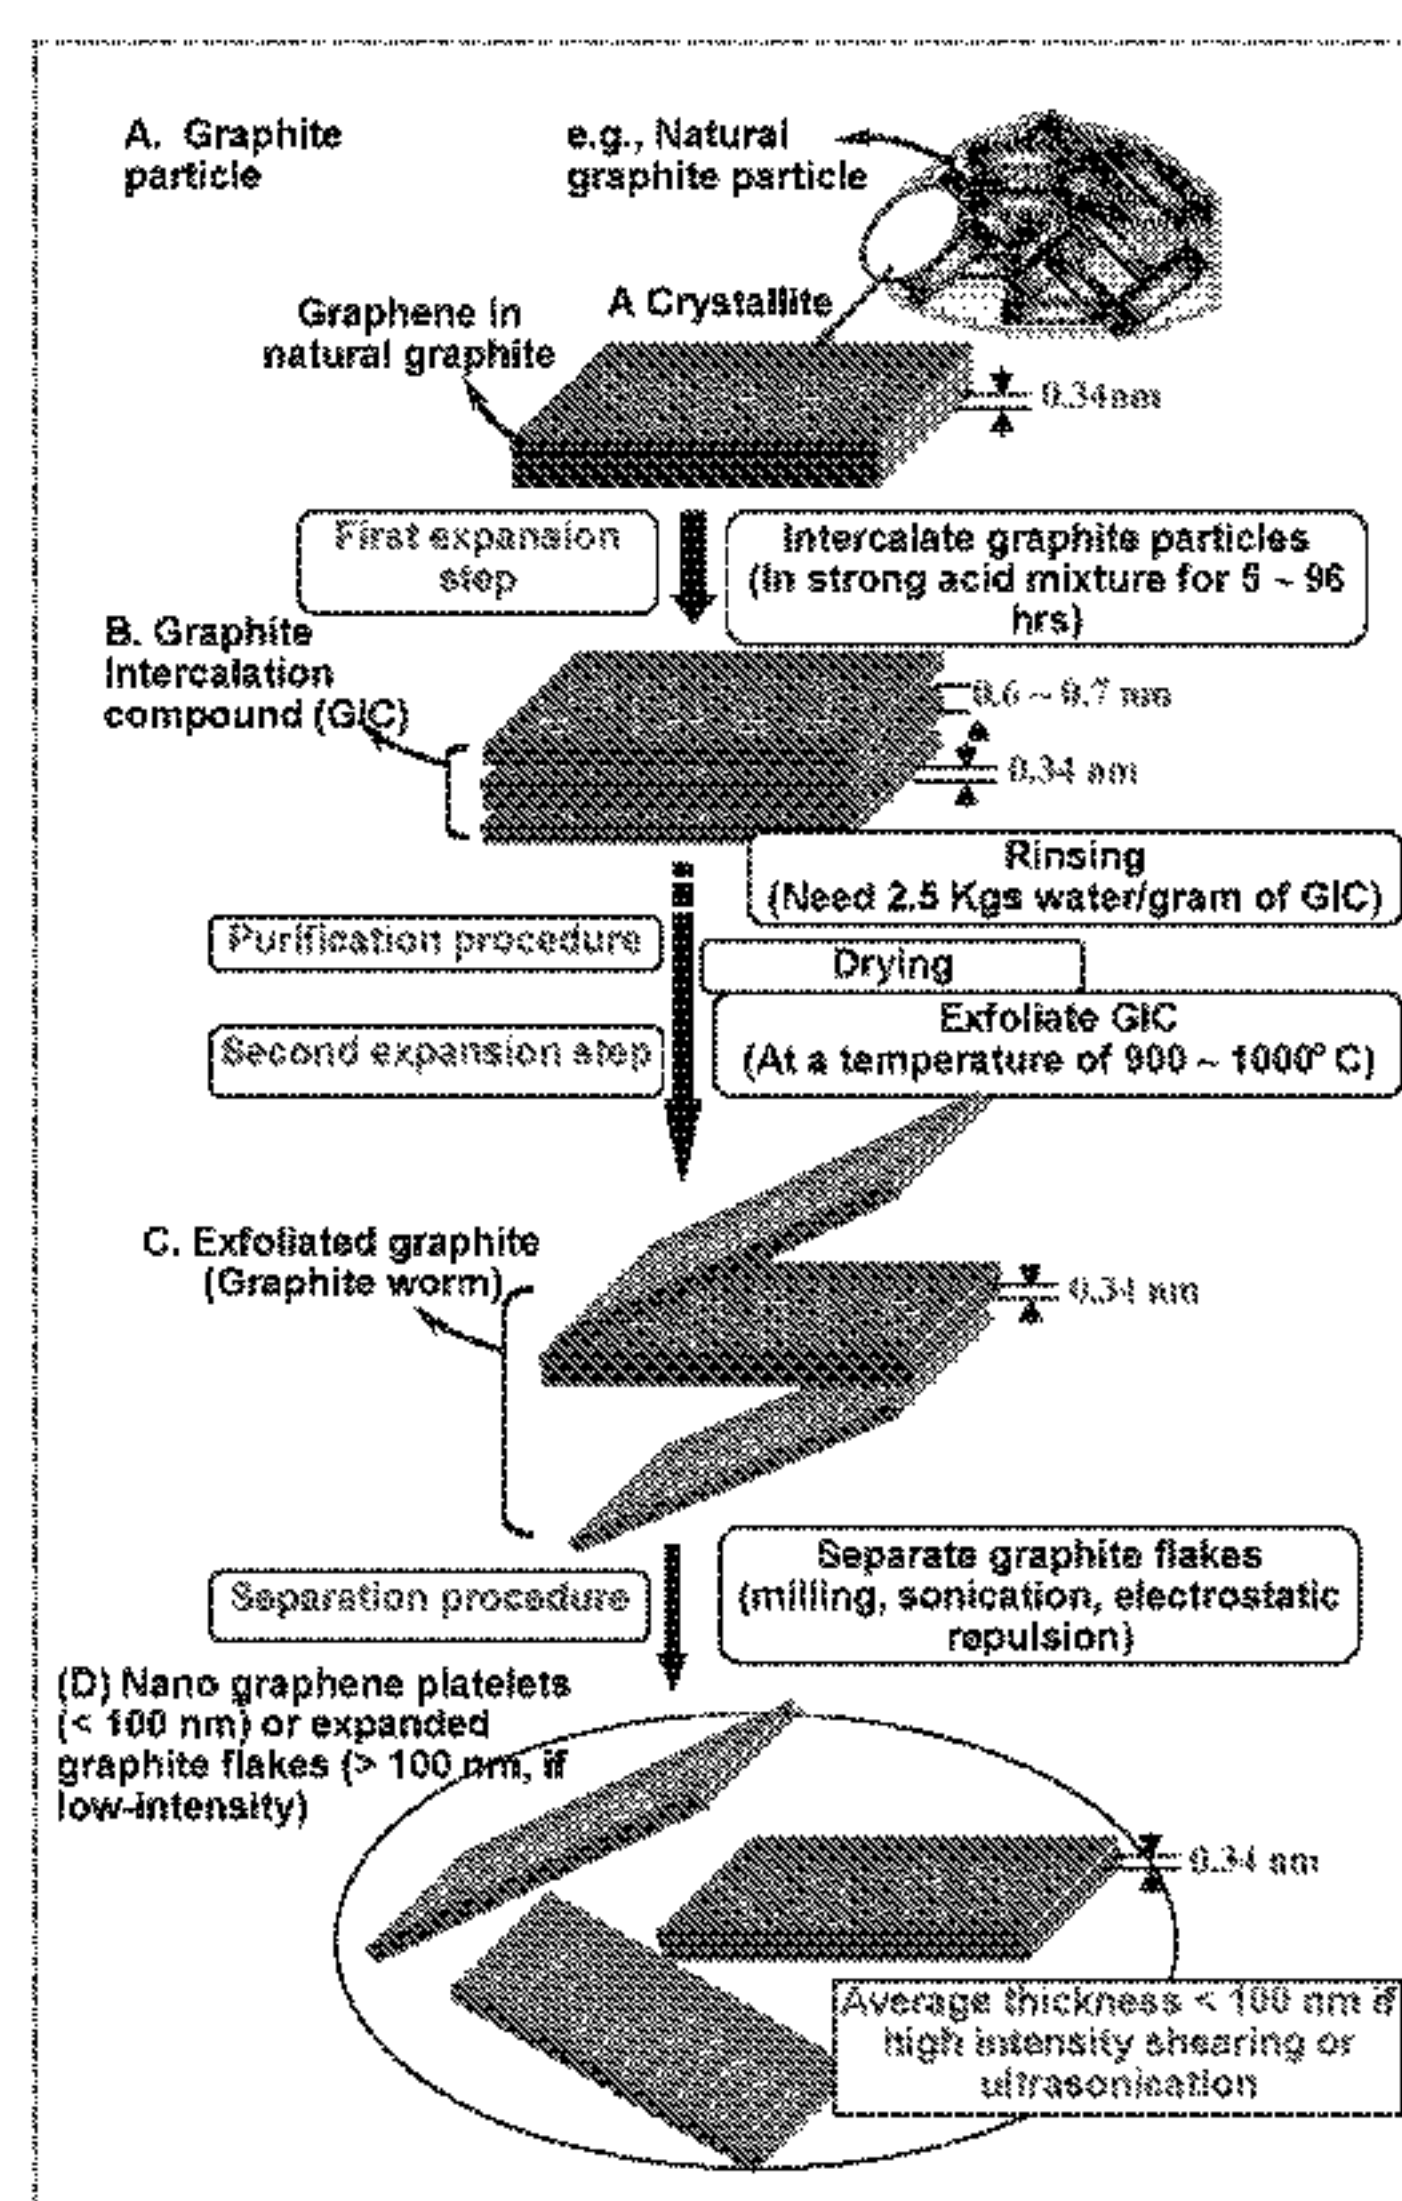 A. Graphite
particle
e.g., Natural
graphite particle
Graphene in
natural graphite
A Crystallite
0.34nm
First expansion
step
Intercalate graphite particles
(in strong acid mixture for 5 ~ 96
hrs)
B. Graphite
Intercalation
compound (GIC)
0.6 ~ 0.7 nm
0.34 nm
Rinsing
(Need 2.5 Kgs water/gram of GIC)
Purification procedure
Drying
Second expansion step
Exfoliate GIC
(At a temperature of 900 ~ 1000° C)
C. Exfoliated graphite
(Graphite worm)
0.34 nm
Separation procedure
Separate graphite flakes
(milling, sonication, electrostatic
repulsion)
(D) Nano graphene platelets
(< 100 nm) or expanded
graphite flakes (> 100 nm, if
low-intensity)
0.34 nm
Average thickness < 100 nm if
high intensity shearing or
ultrasonication